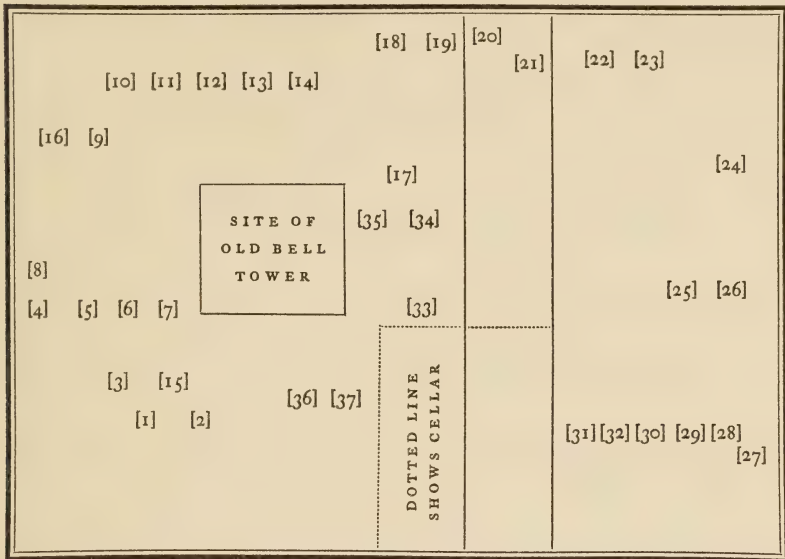 [18] [19]
[20]
[21]
[22] [23]
[10] [11] [12] [13] [14]
[16] [9]
[24]
[17]
SITE OF
OLD BELL
TOWER
[35] [34]
[8]
[25] [26]
[4] [5] [6] [7]
[33]
[3] [15]
[36] [37]
[1] [2]
DOTTED LINE
SHOWS CELLAR
[31] [32] [30] [29] [28]
[27]